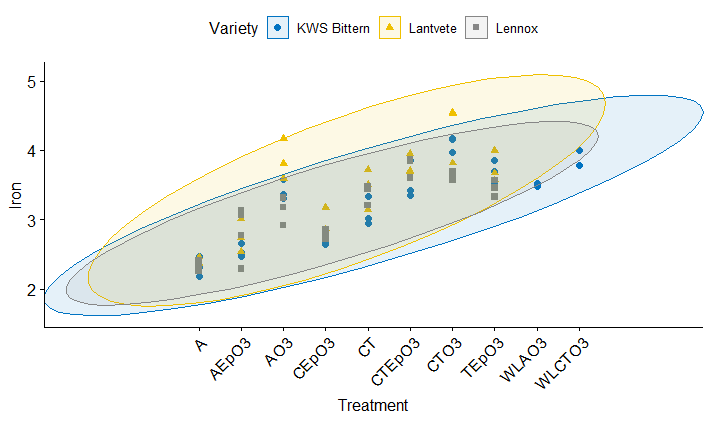 Variety KWS Bittern Lantvete Lennox
5
4
3
2
Iron
A AEpO3 AO3 CEpO3 CT CTEpO3 CTO3 TEpO3 WLAO3 WLCTO3
Treatment